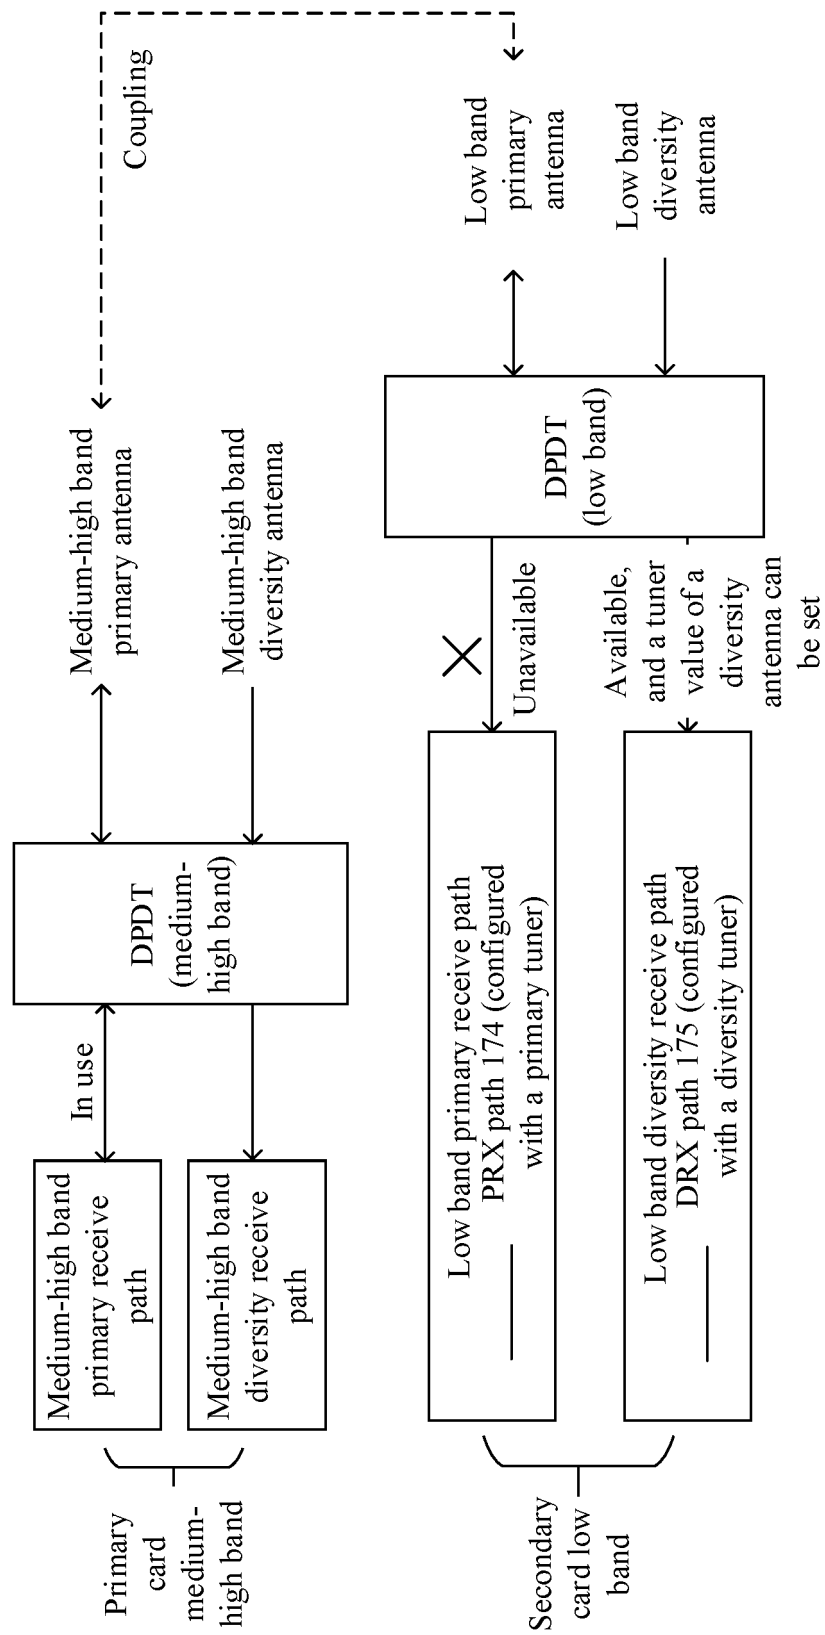 Primary
card
medium-
high band
Medium-high band
primary receive
path
Medium-high band
diversity receive
path
In use
DPDT
(medium-
high band)
Medium-high band
primary antenna
Medium-high band
diversity antenna
Coupling
Secondary
card low
band
Low band primary receive path
PRX path 174 (configured
with a primary tuner)
Low band diversity receive path
DRX path 175 (configured
with a diversity tuner)
Unavailable
Available,
and a tuner
value of a
diversity
antenna can
be set
DPDT
(low band)
Low band
primary
antenna
Low band
diversity
antenna